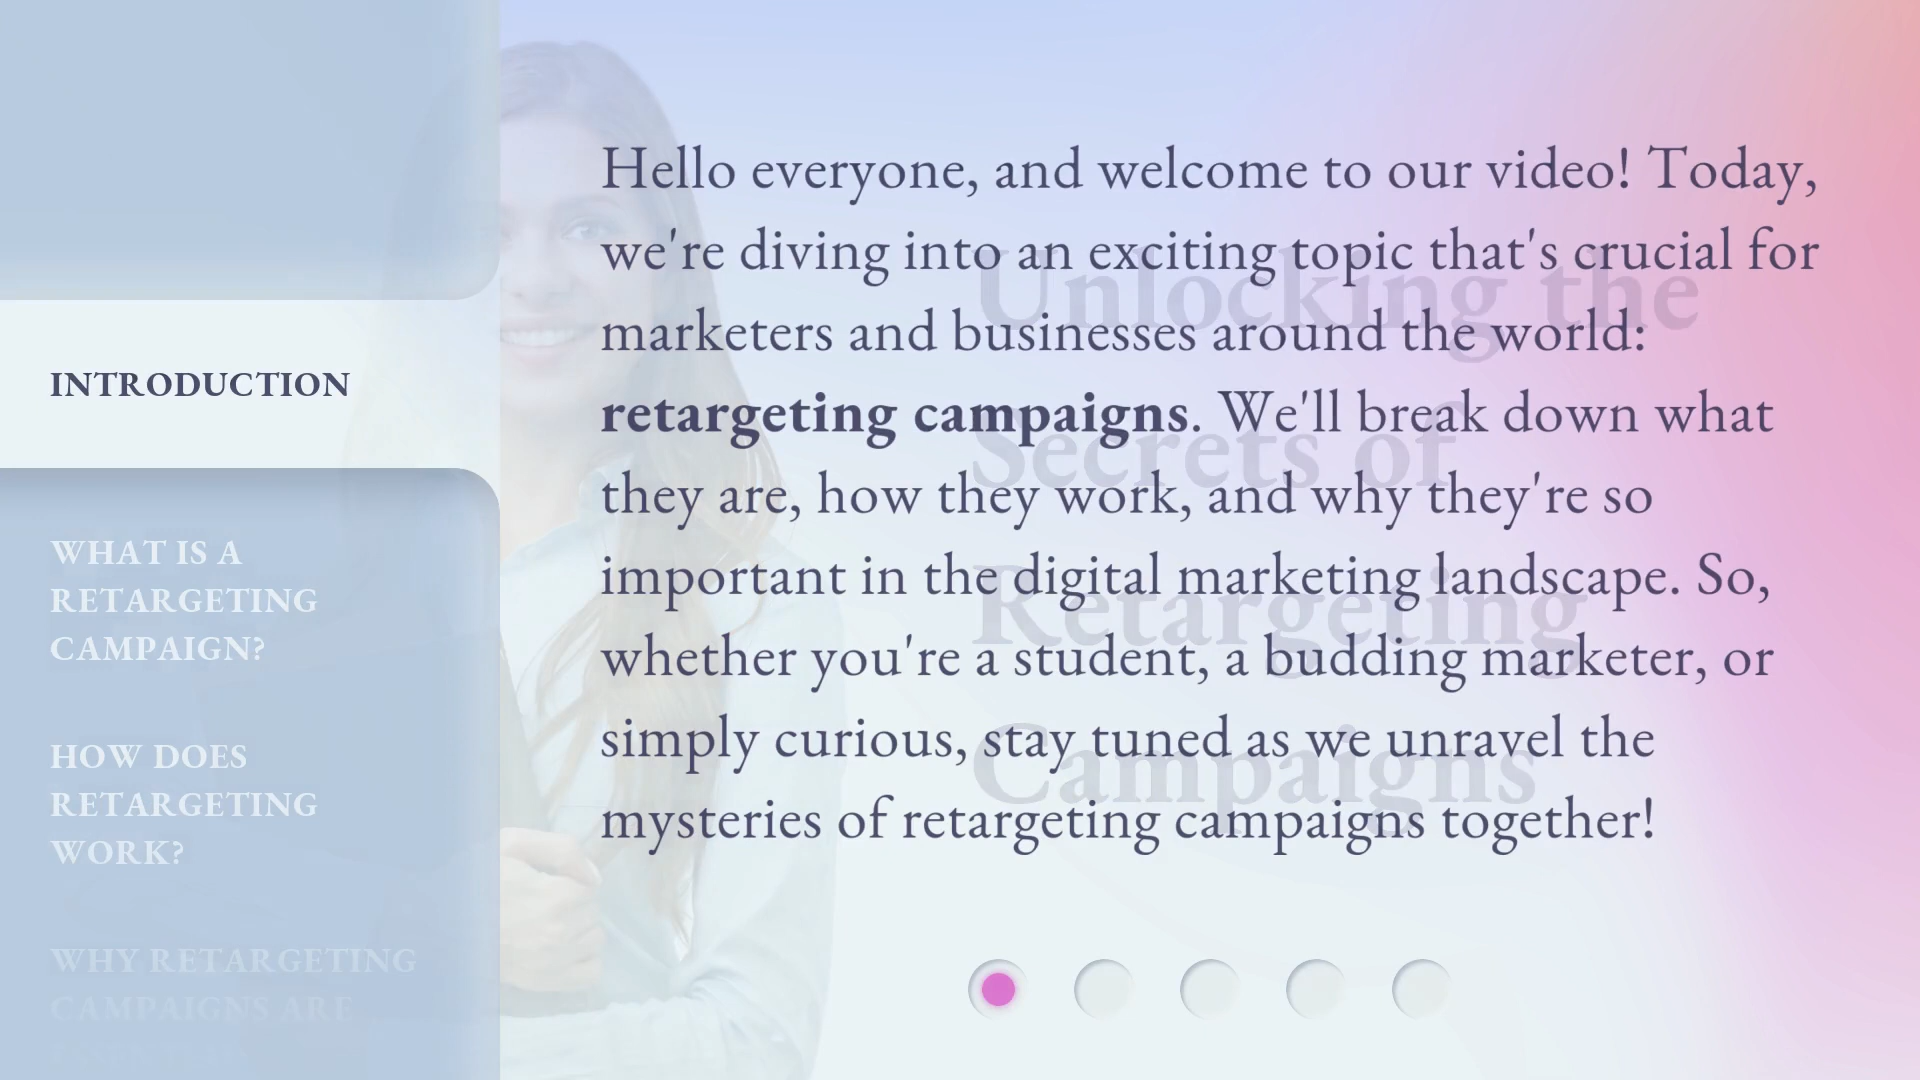 INTRODUCTION
WHAT IS A
RETARGETING
CAMPAIGN?
HOW DOES
RETARGETING
WORK?
WHY RETARGETING
CAMPAIGNS ARE
Hello everyone, and welcome to our video! Today,
we're diving into an exciting topic that's crucial for
marketers and businesses around the world:
retargeting campaigns. We'll break down what
they are, how they work, and why they're so
important in the digital marketing landscape. So,
whether you're a student, a budding marketer, or
simply curious, stay tuned as we unravel the
mysteries of retargeting campaigns together!
Unlocking the
Secrets of
Retargeting
Campaigns